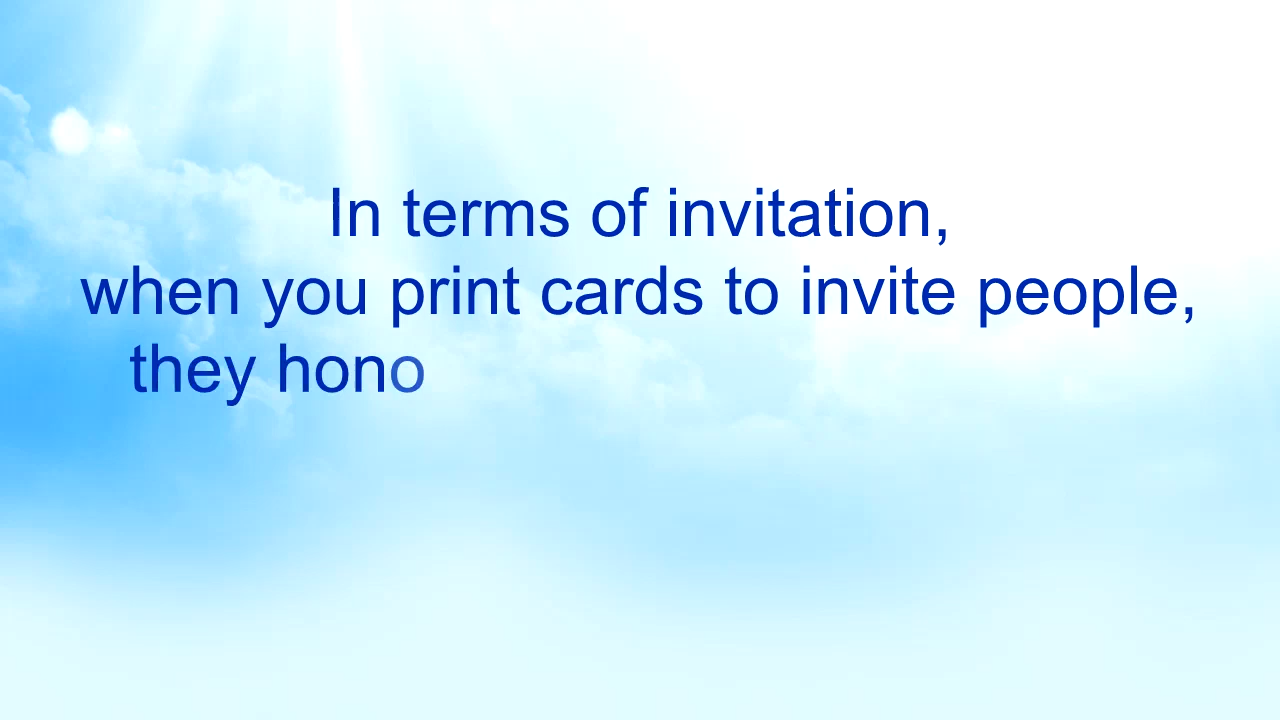 In terms of invitation,
when you print cards to invite people,
they hono